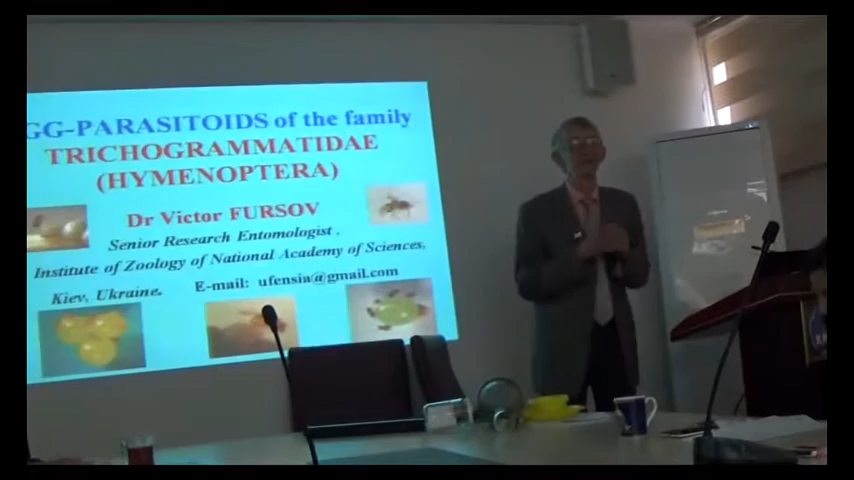 GG-PARASITOIDS of the family
TRICHOGRAMMATIDAE
(HYMENOPTERA)
Dr Victor FURSOV
Senior Research Entomologist ,
Institute of Zoology of National Academy of Sciences,
Kiev, Ukraine.
E-mail: ufensia@gmail.com